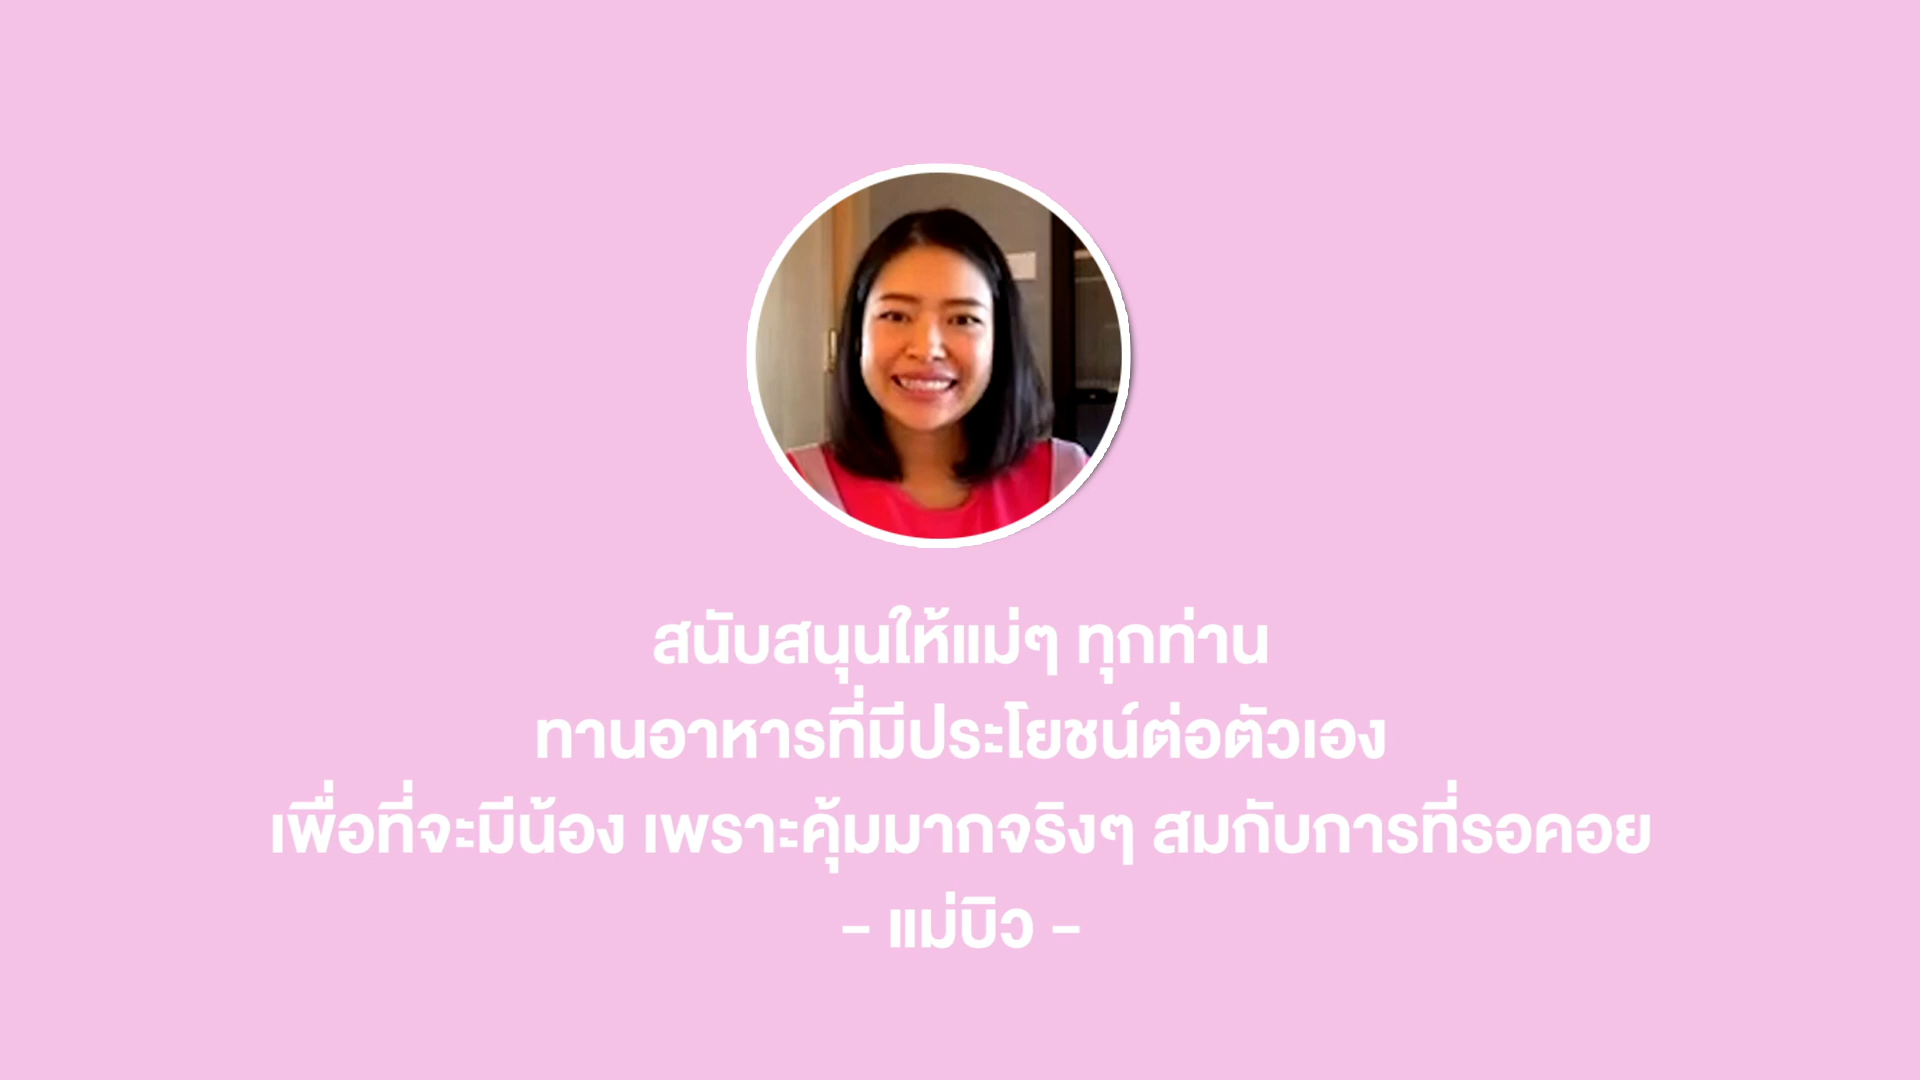 สนับสนุนให้แม่ๆ ทุกท่าน
ทานอาหารที่มีประโยชน์ต่อตัวเอง
เพื่อที่จะมีน้อง เพราะคุ้มมากจริงๆ สมกับการที่รอคอย
- แม่บิว -